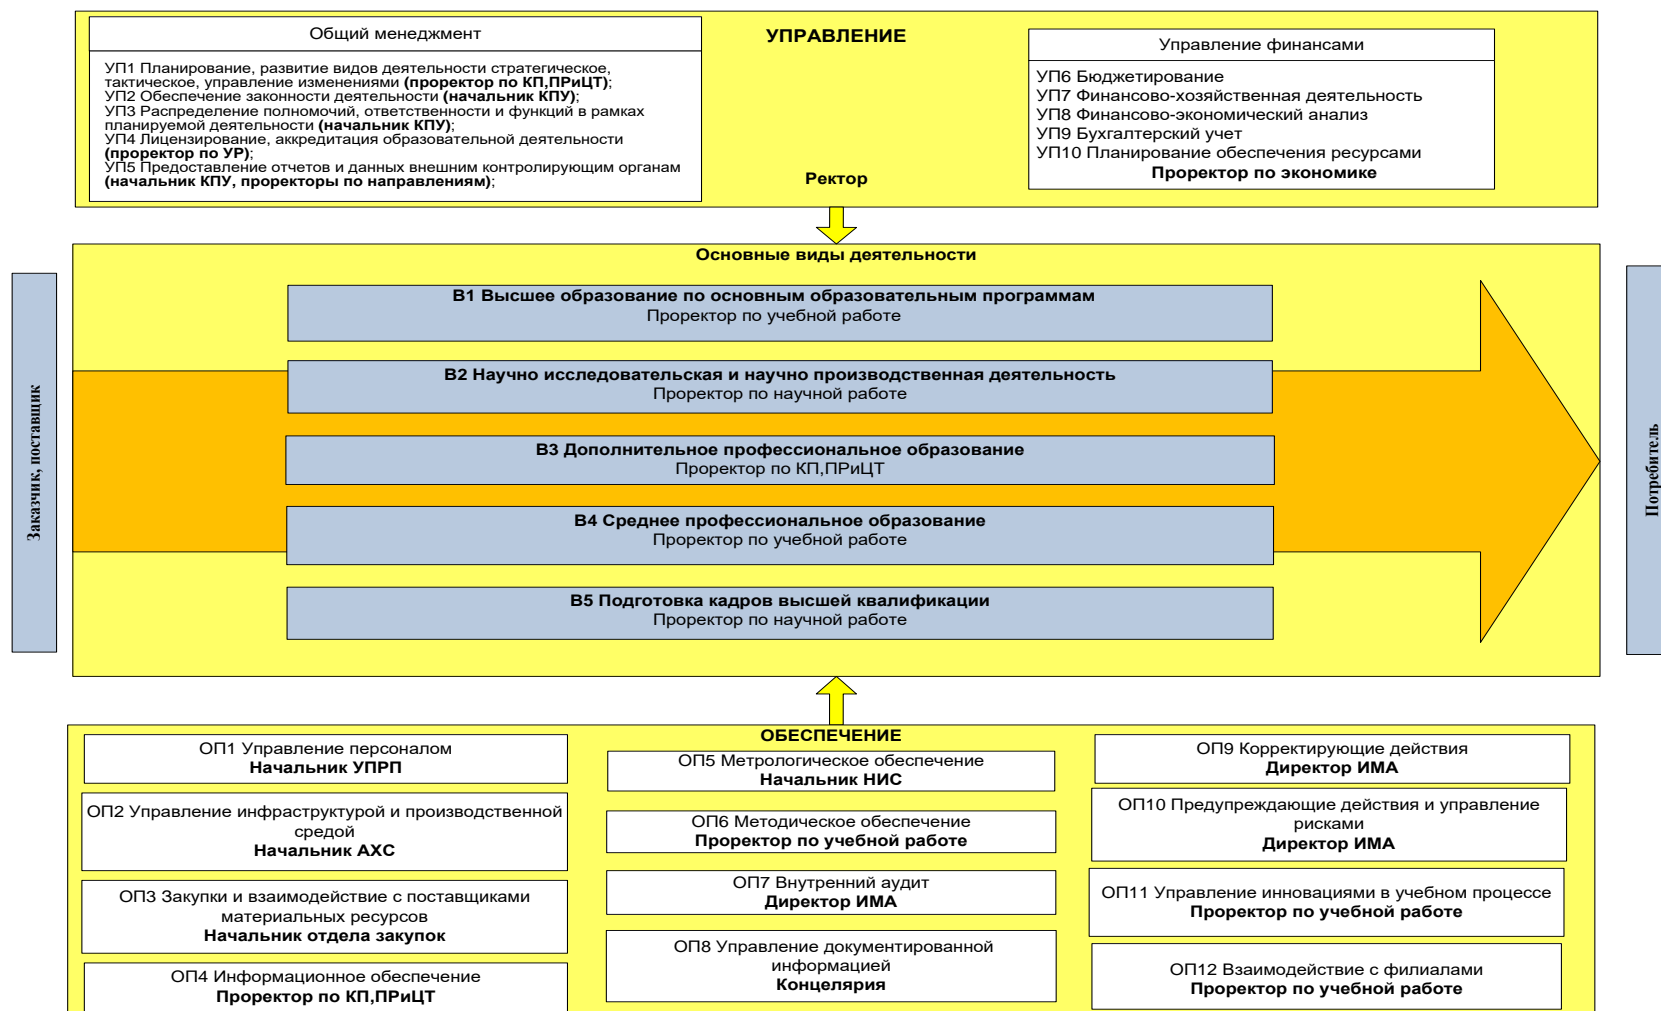 УПРАВЛЕНИЕ
Общий менеджмент
УП1 Планирование, развитие видов деятельности стратегическое,
тактическое, управление изменениями (проректор по КП,ПРиЦТ);
УП2 Обеспечение законности деятельности (начальник КПУ);
УП3 Распределение полномочий, ответственности и функций в рамках
планируемой деятельности (начальник КПУ);
УП4 Лицензирование, аккредитация образовательной деятельности
(проректор по УР);
УП5 Предоставление отчетов и данных внешним контролирующим органам
(начальник КПУ, проректоры по направлениям);
Ректор
Управление финансами
УП6 Бюджетирование
УП7 Финансово-хозяйственная деятельность
УП8 Финансово-экономический анализ
УП9 Бухгалтерский учет
УП10 Планирование обеспечения ресурсами
Проректор по экономике
Заказчик, поставщик
Основные виды деятельности
В1 Высшее образование по основным образовательным программам
Проректор по учебной работе
В2 Научно исследовательская и научно производственная деятельность
Проректор по научной работе
В3 Дополнительное профессиональное образование
Проректор по КП,ПРиЦТ
В4 Среднее профессиональное образование
Проректор по учебной работе
В5 Подготовка кадров высшей квалификации
Проректор по научной работе
Потребитель
ОБЕСПЕЧЕНИЕ
ОП1 Управление персоналом
Начальник УПРП
ОП2 Управление инфраструктурой и производственной
средой
Начальник АХС
ОП3 Закупки и взаимодействие с поставщиками
материальных ресурсов
Начальник отдела закупок
ОП4 Информационное обеспечение
Проректор по КП,ПРиЦТ
ОП5 Метрологическое обеспечение
Начальник НИС
ОП6 Методическое обеспечение
Проректор по учебной работе
ОП7 Внутренний аудит
Директор ИМА
ОП8 Управление документированной
информацией
Концелярия
ОП9 Корректирующие действия
Директор ИМА
ОП10 Предупреждающие действия и управление
рисками
Директор ИМА
ОП11 Управление инновациями в учебном процессе
Проректор по учебной работе
ОП12 Взаимодействие с филиалами
Проректор по учебной работе